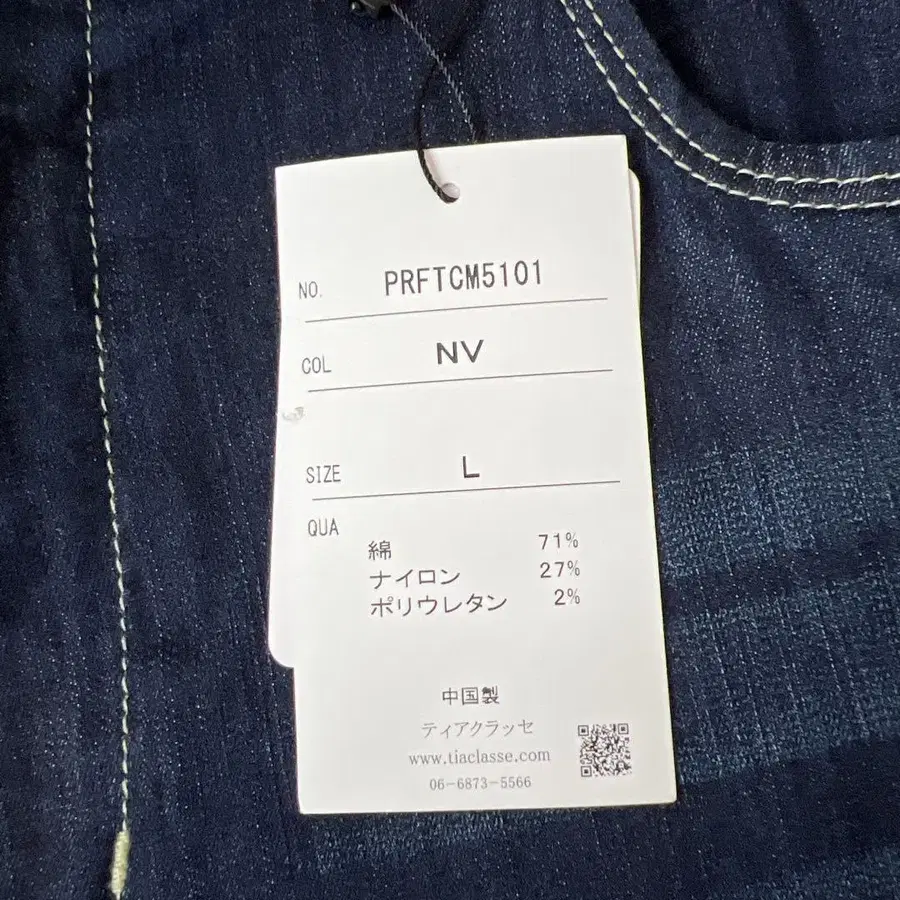 NO. PRFTCM5101
COL NV
SIZE L
QUA
綿 71%
ナイロン 27%
ポリウレタン 2%
中国製
ティアクラッセ
www.tiaclasse.com
06-6873-5566